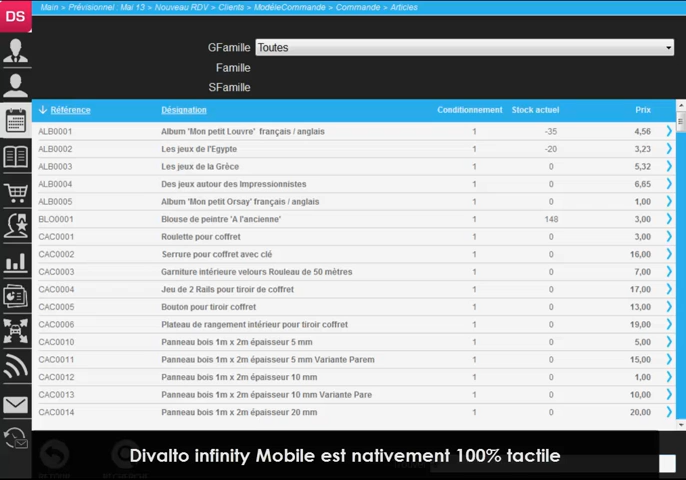 DS
Main > Prévisionnel : Mai 13 > Nouveau RDV > Clients > ModèleCommande > Commande > Articles
GFamille Toutes
Famille
SFamille
Référence Désignation Conditionnement Stock actuel Prix
ALB0001 Album 'Mon petit Louvre' français / anglais 1 -35 4,56
ALB0002 Les jeux de l'Egypte 1 -20 3,23
ALB0003 Les jeux de la Grèce 1 0 5,32
ALB0004 Des jeux autour des Impressionnistes 1 0 6,65
ALB0005 Album 'Mon petit Orsay' français / anglais 1 0 1,00
BLO0001 Blouse de peintre 'A l'ancienne' 1 148 3,00
CAC0001 Roulette pour coffret 1 0 3,00
CAC0002 Serrure pour coffret avec clé 1 0 16,00
CAC0003 Garniture intérieure velours Rouleau de 50 mètres 1 0 7,00
CAC0004 Jeu de 2 Rails pour tiroir de coffret 1 0 17,00
CAC0005 Bouton pour tiroir coffret 1 0 13,00
CAC0006 Plateau de rangement intérieur pour tiroir coffret 1 0 19,00
CAC0010 Panneau bois 1m x 2m épaisseur 5 mm 1 0 5,00
CAC0011 Panneau bois 1m x 2m épaisseur 5 mm Variante Parem 1 0 15,00
CAC0012 Panneau bois 1m x 2m épaisseur 10 mm 1 0 1,00
CAC0013 Panneau bois 1m x 2m épaisseur 10 mm Variante Pare 1 0 10,00
CAC0014 Panneau bois 1m x 2m épaisseur 20 mm 1 0 20,00
Divalto infinity Mobile est nativement 100% tactile